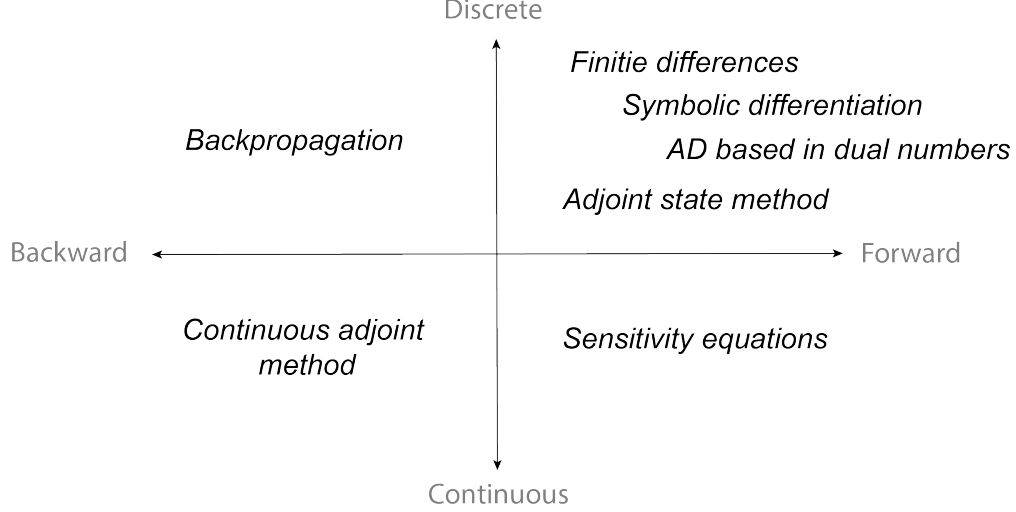 Discrete
Finitie differences
Symbolic differentiation
Backpropagation
AD based in dual numbers
Adjoint state method
Backward
Forward
Continuous adjoint
method
Sensitivity equations
Continuous